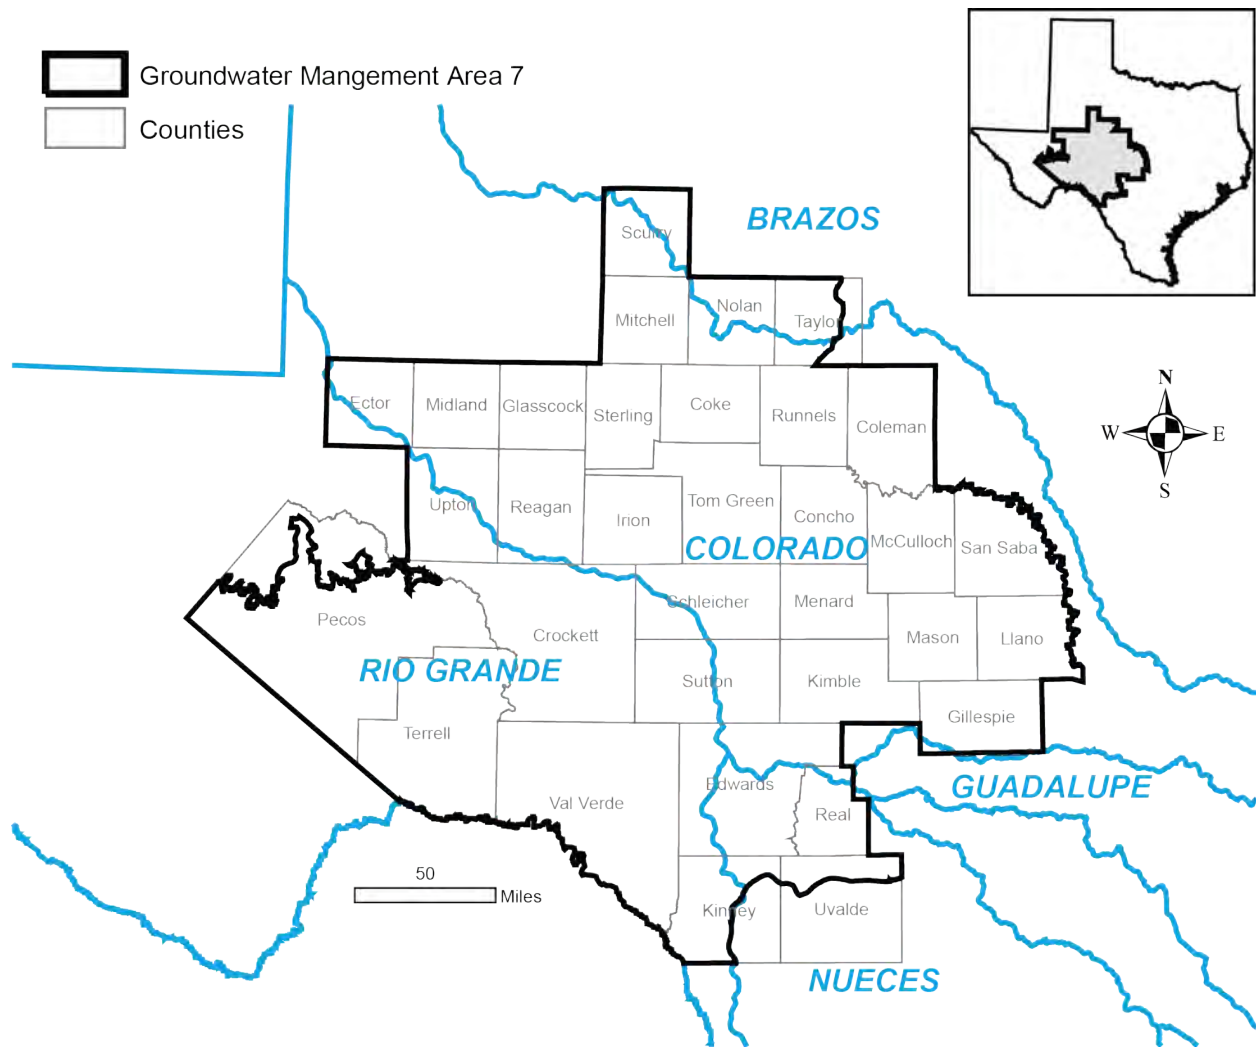 Groundwater Mangement Area 7
Counties
BRAZOS
Scurry
Nolan
Mitchell
Taylor
N
W E
S
Ector
Midland
Glasscock
Sterling
Coke
Runnels
Coleman
Upton
Reagan
Irion
Tom Green
Concho
McCulloch
San Saba
COLORADO
Schleicher
Menard
Pecos
Crockett
Mason
Llano
RIO GRANDE
Sutton
Kimble
Gillespie
Terrell
Edwards
GUADALUPE
Val Verde
Real
50
Miles
Kinney
Uvalde
NUECES